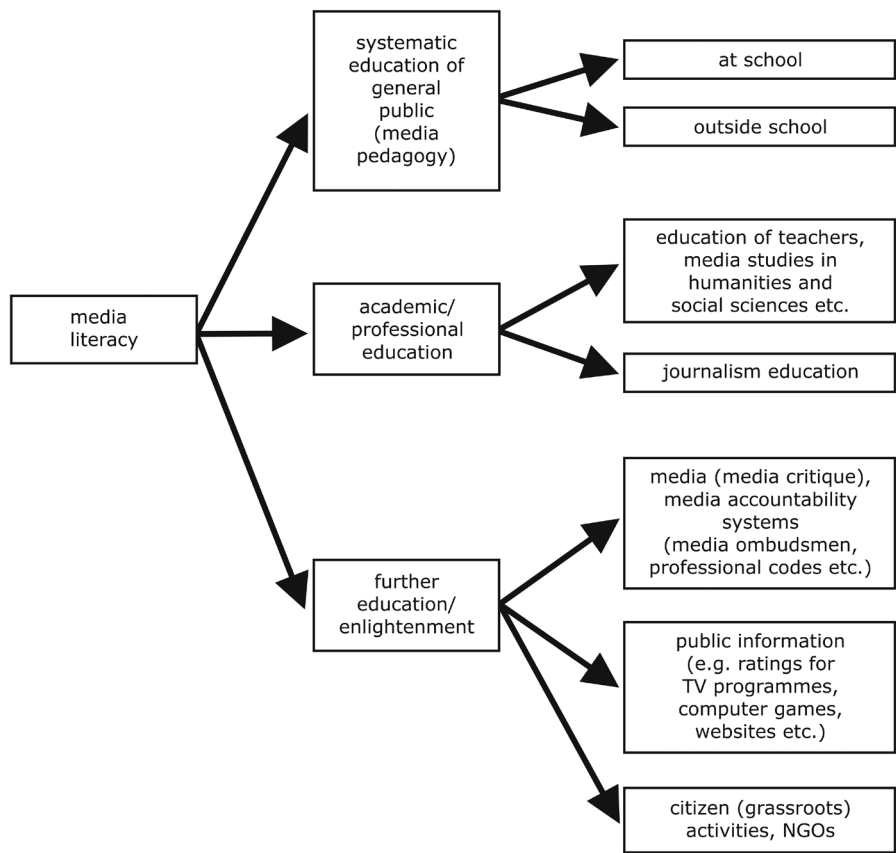 systematic
education of
general
public
(media
pedagogy)
at school
outside school
media
literacy
academic/
professional
education
education of teachers,
media studies in
humanities and
social sciences etc.
journalism education
further
education/
enlightenment
media (media critique),
media accountability
systems
(media ombudsmen,
professional codes etc.)
public information
(e.g. ratings for
TV programmes,
computer games,
websites etc.)
citizen (grassroots)
activities, NGOs